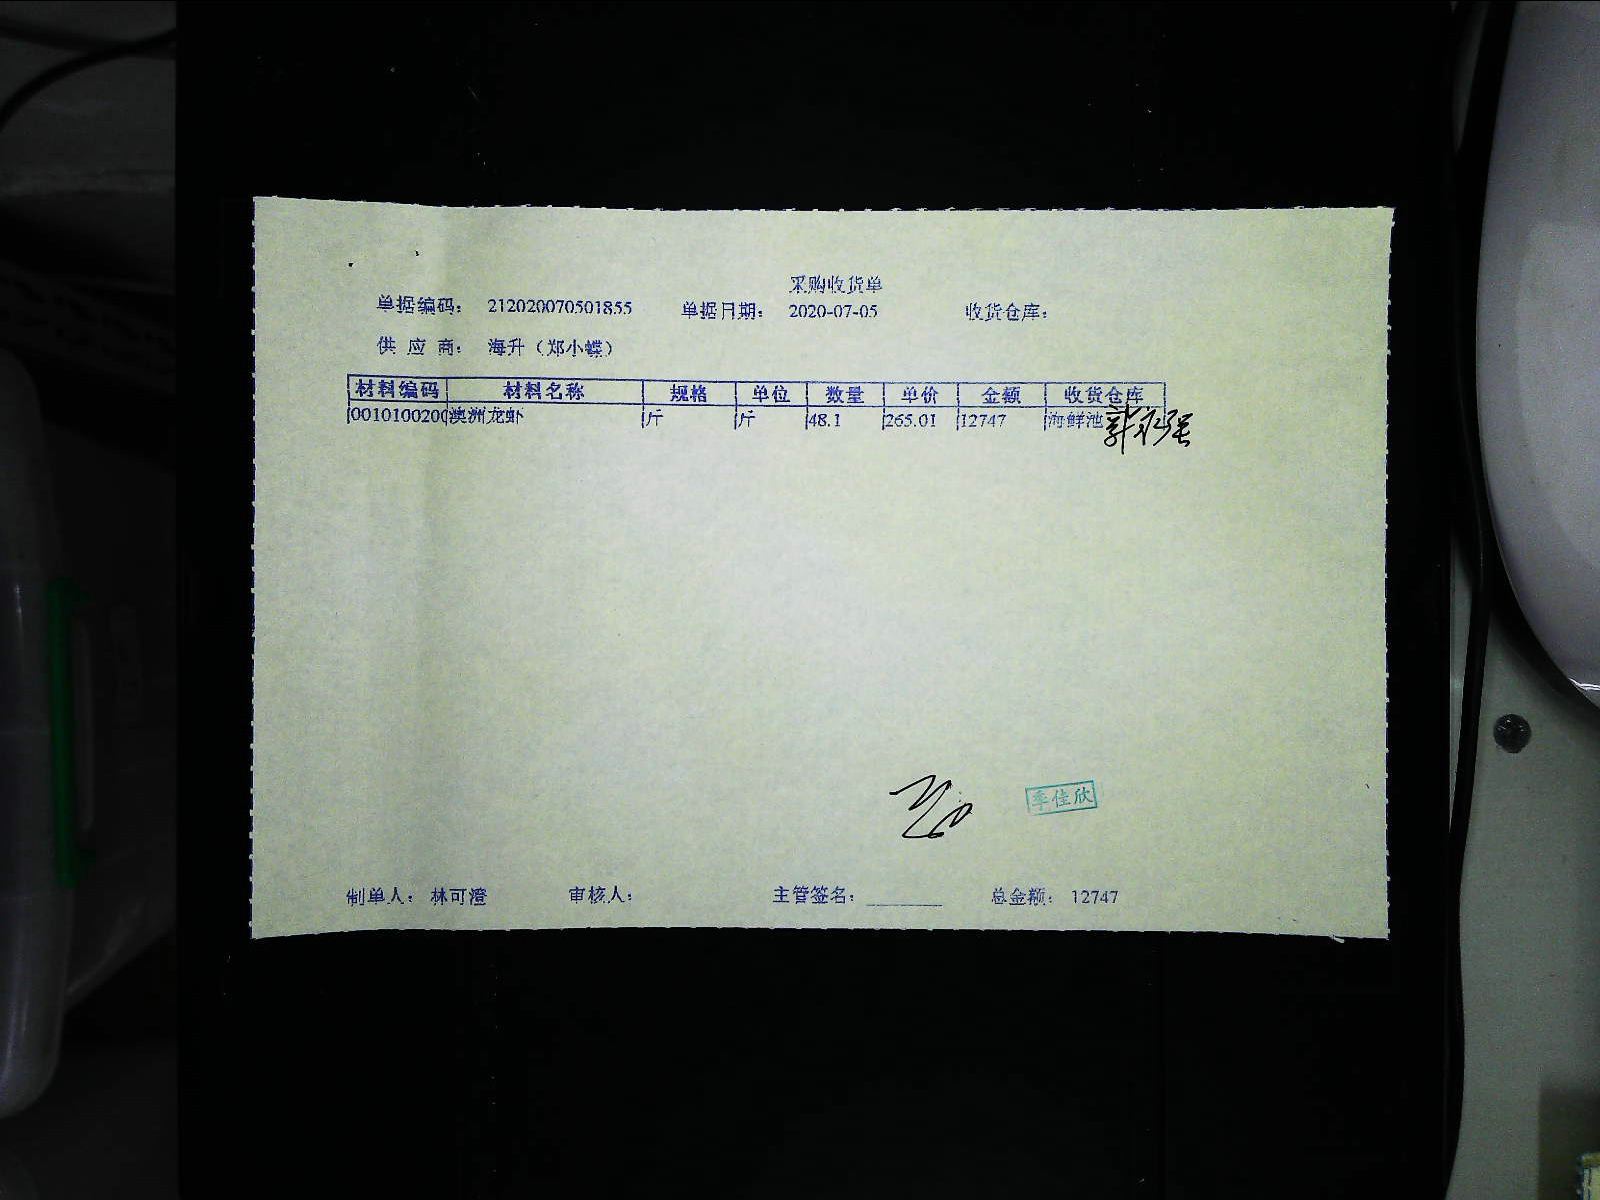 采购收货单
单据编码： 212020070501855 单据日期： 2020-07-05 收货仓库：
供应商： 海升（郑小蝶）
材料编码 材料名称 规格 单位 数量 单价 金额 收货仓库
0010100200 澳洲龙虾 斤 斤 48.1 265.01 12747 海鲜池
季佳欣
制单人： 林可澄 审核人： 主管签名： 总金额： 12747